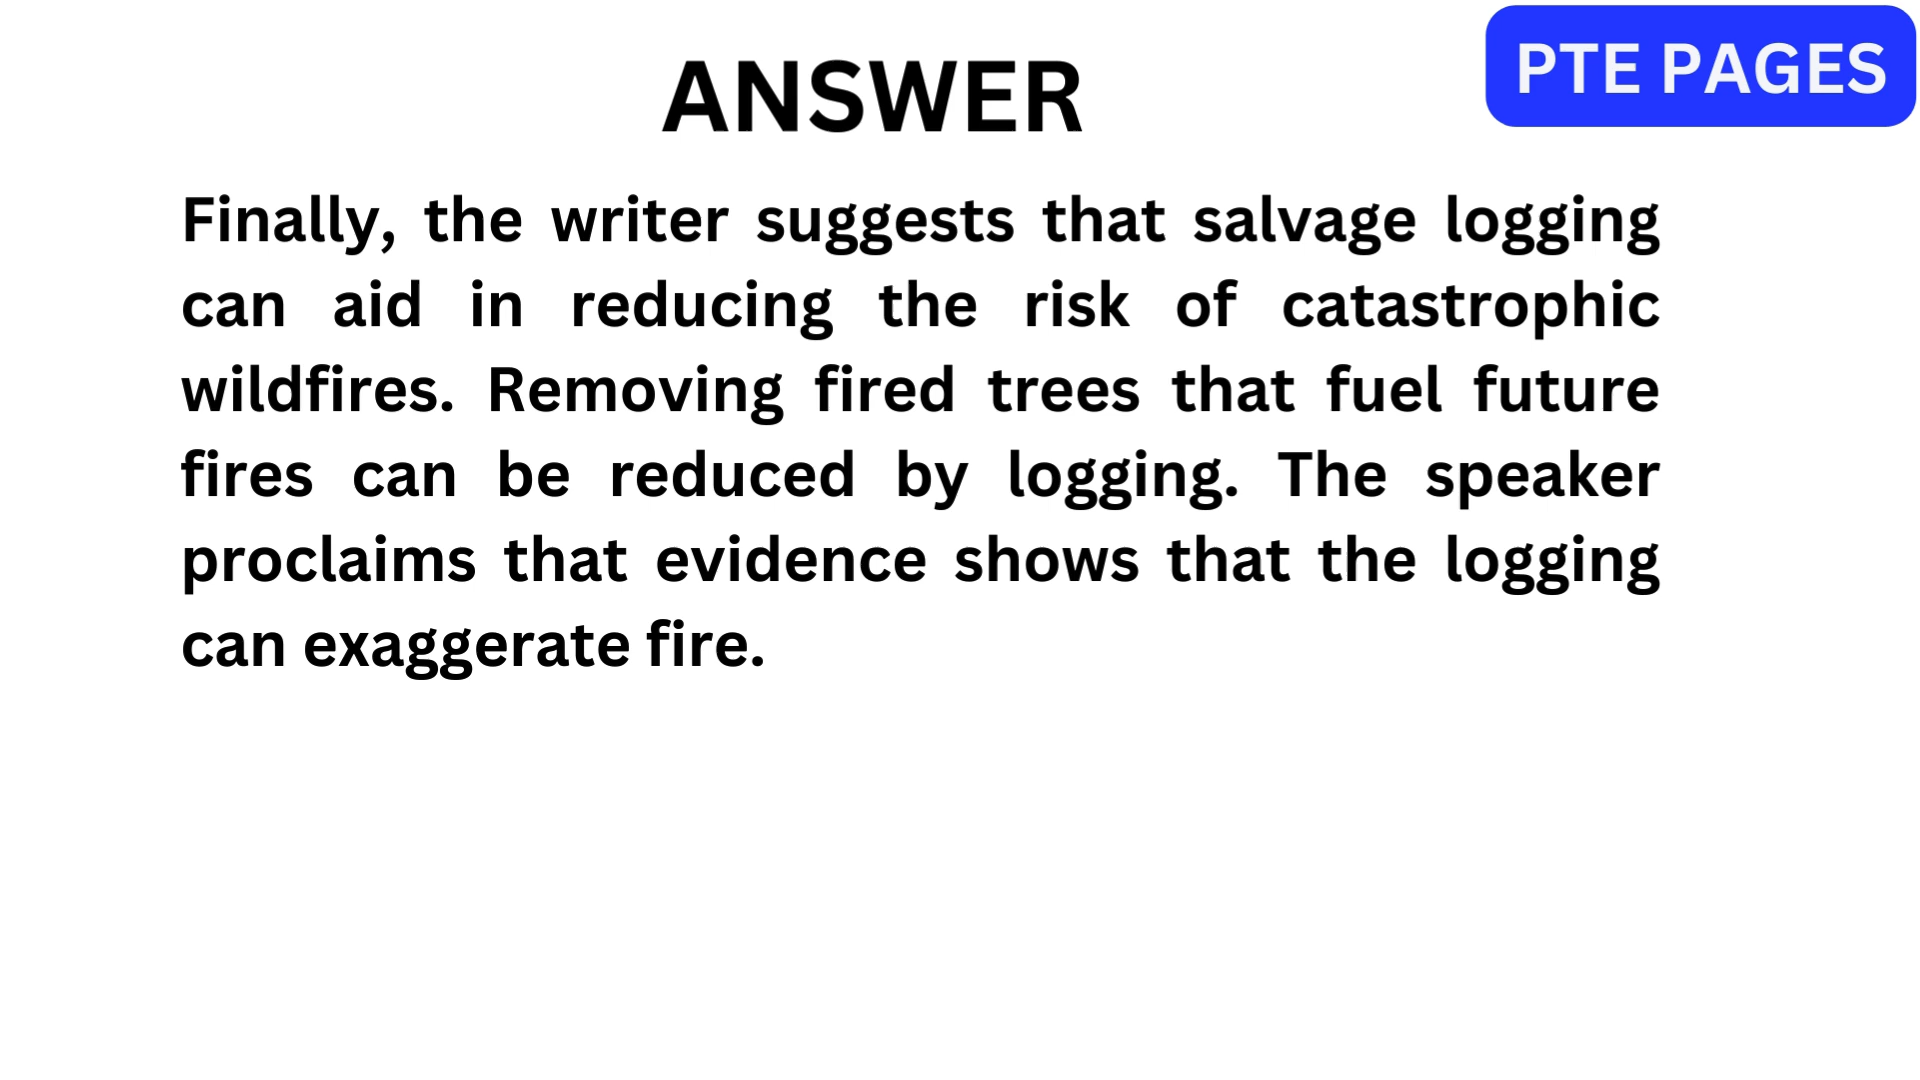 PTE PAGES
ANSWER
Finally, the writer suggests that salvage logging
can aid in reducing the risk of catastrophic
wildfires. Removing fired trees that fuel future
fires can be reduced by logging. The speaker
proclaims that evidence shows that the logging
can exaggerate fire.